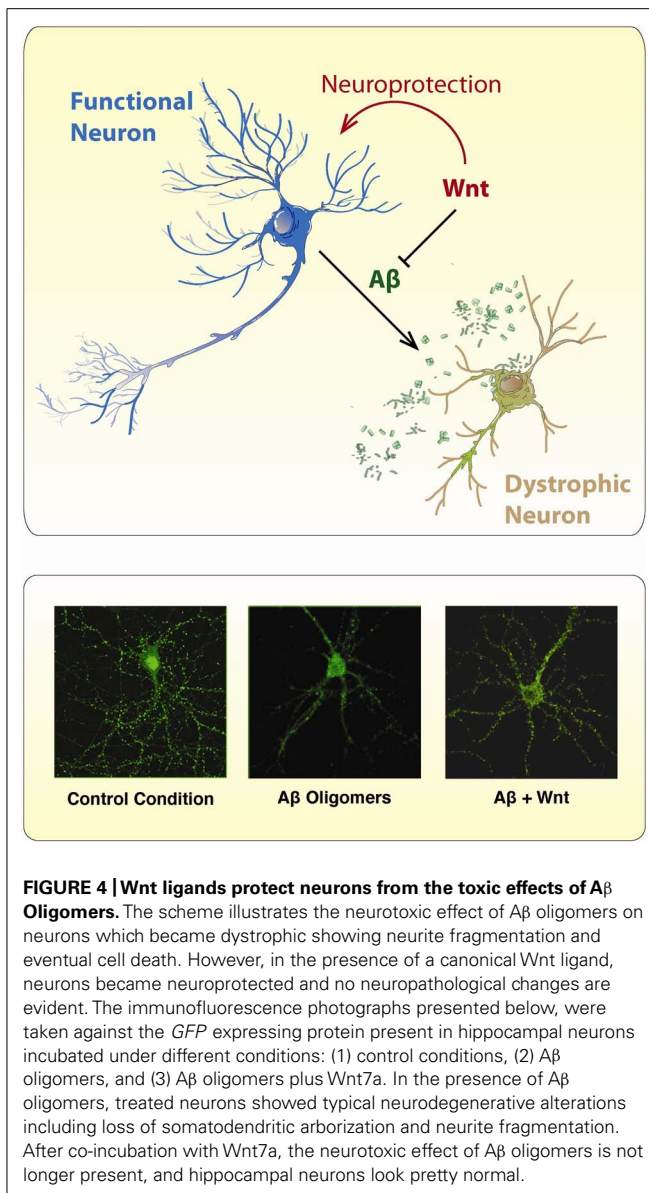 Functional
Neuron
Neuroprotection
Wnt
Aβ
Dystrophic
Neuron
Control Condition
Aβ Oligomers
Aβ + Wnt
FIGURE 4 | Wnt ligands protect neurons from the toxic effects of Aβ
Oligomers. The scheme illustrates the neurotoxic effect of Aβ oligomers on
neurons which became dystrophic showing neurite fragmentation and
eventual cell death. However, in the presence of a canonical Wnt ligand,
neurons became neuroprotected and no neuropathological changes are
evident. The immunofluorescence photographs presented below, were
taken against the GFP expressing protein present in hippocampal neurons
incubated under different conditions: (1) control conditions, (2) Aβ
oligomers, and (3) Aβ oligomers plus Wnt7a. In the presence of Aβ
oligomers, treated neurons showed typical neurodegenerative alterations
including loss of somatodendritic arborization and neurite fragmentation.
After co-incubation with Wnt7a, the neurotoxic effect of Aβ oligomers is not
longer present, and hippocampal neurons look pretty normal.